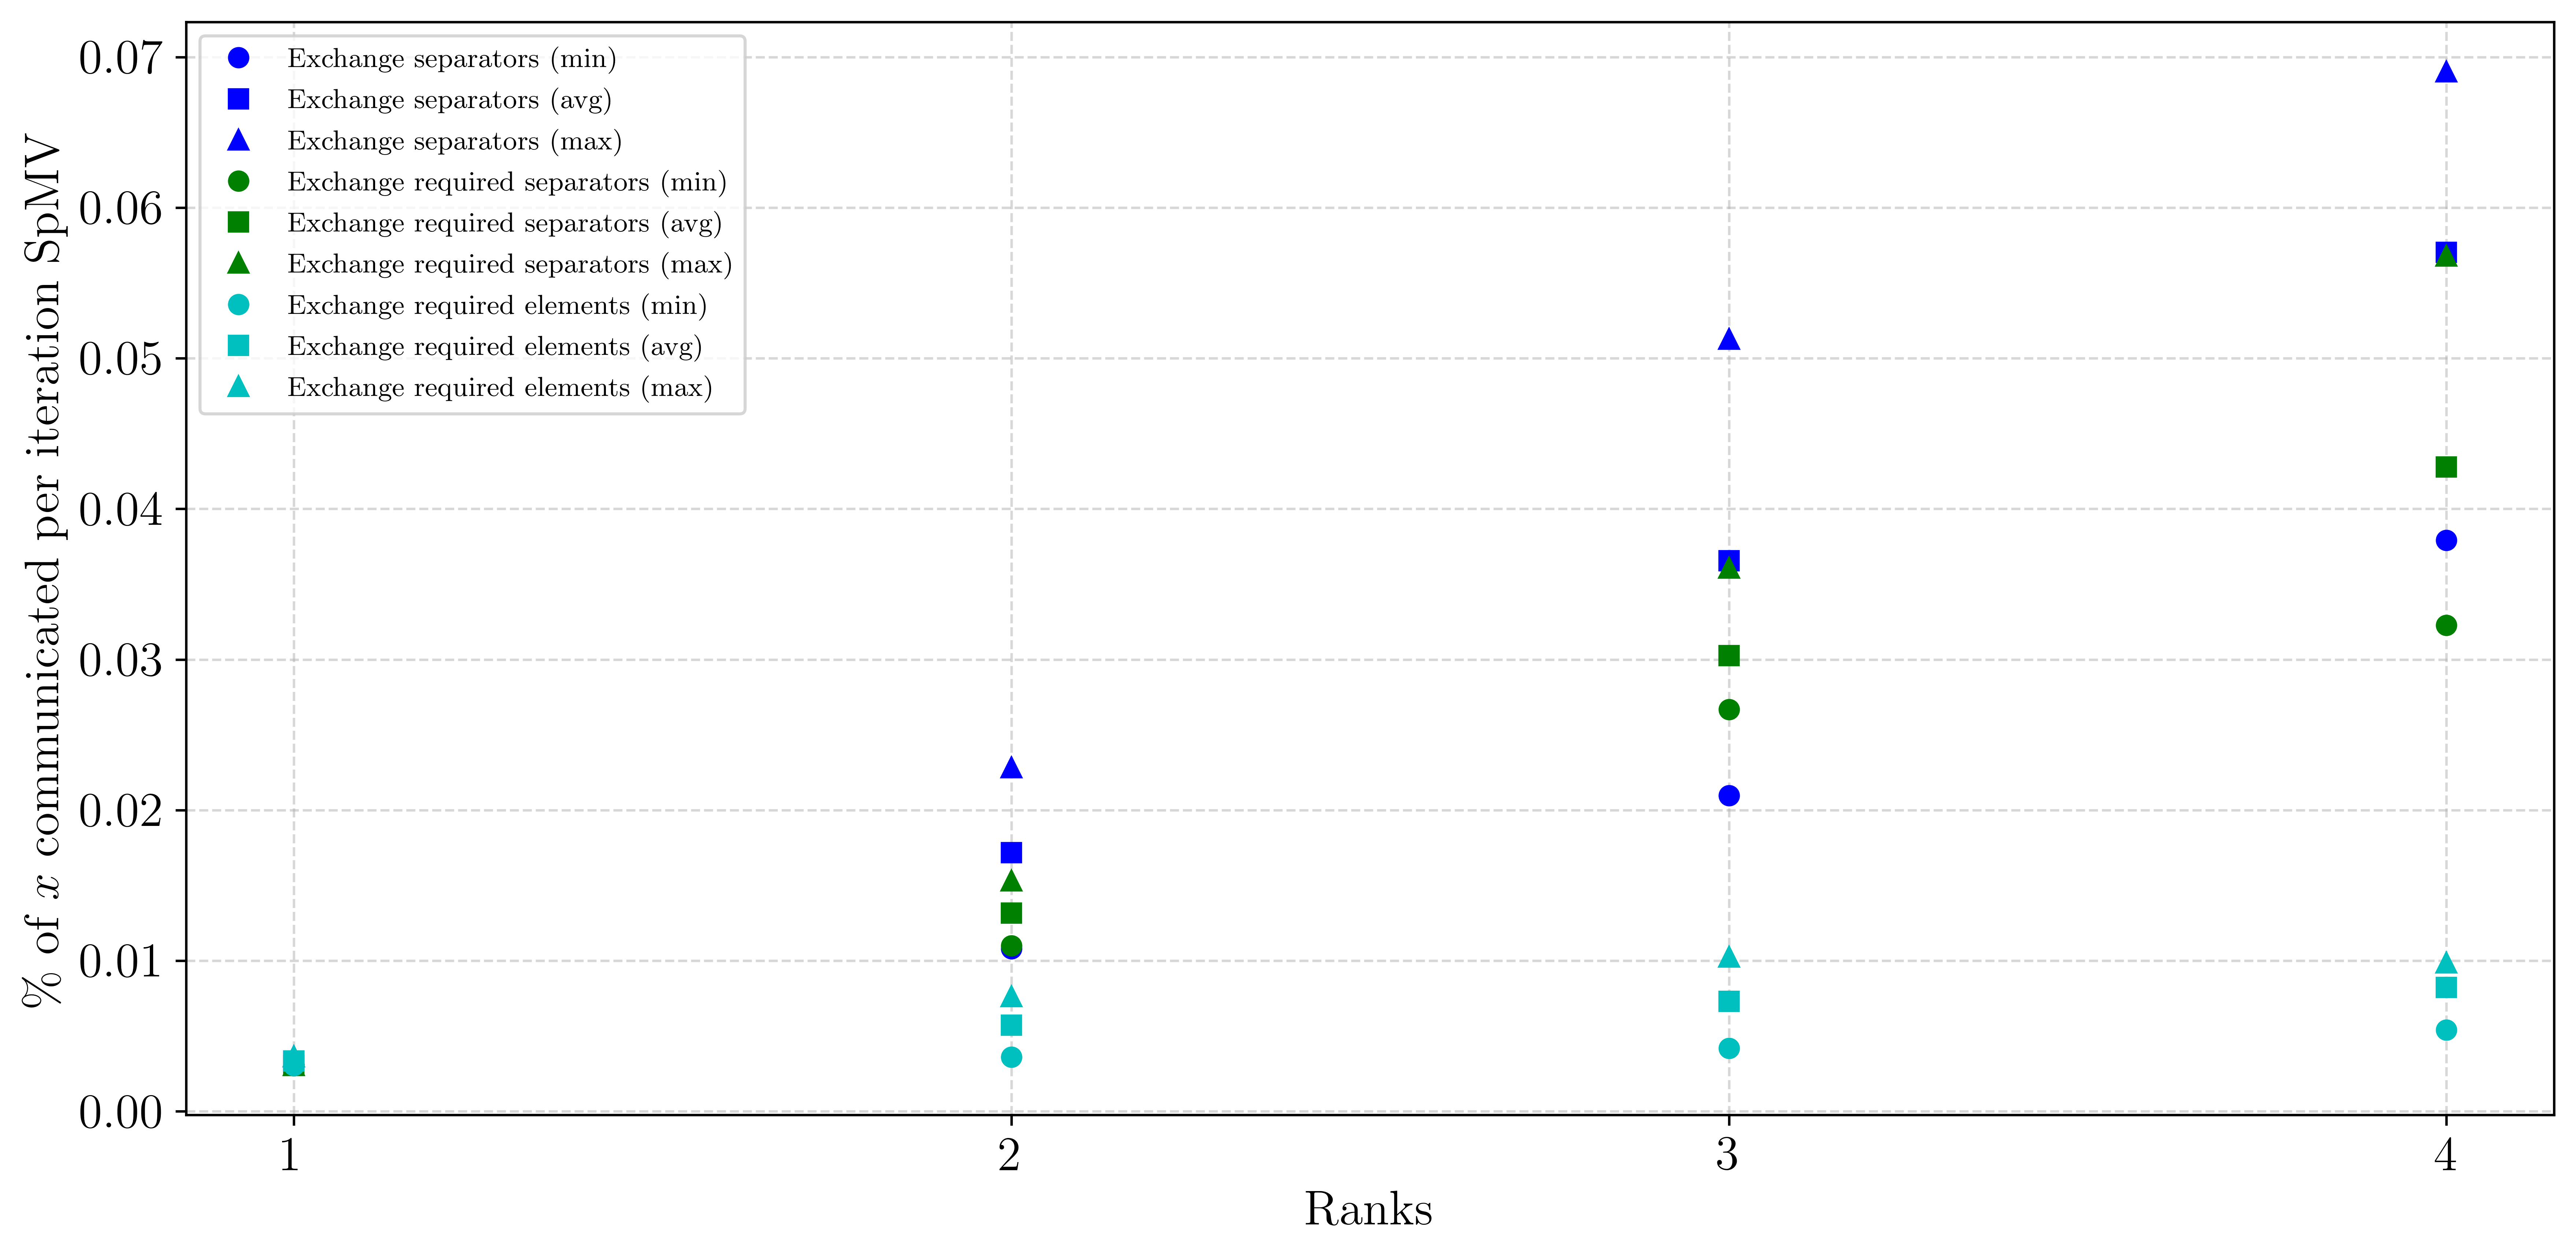 % of x communicated per iteration SpMV
0.07
0.06
0.05
0.04
0.03
0.02
0.01
0.00
Exchange separators (min)
Exchange separators (avg)
Exchange separators (max)
Exchange required separators (min)
Exchange required separators (avg)
Exchange required separators (max)
Exchange required elements (min)
Exchange required elements (avg)
Exchange required elements (max)
1 2 3 4
Ranks